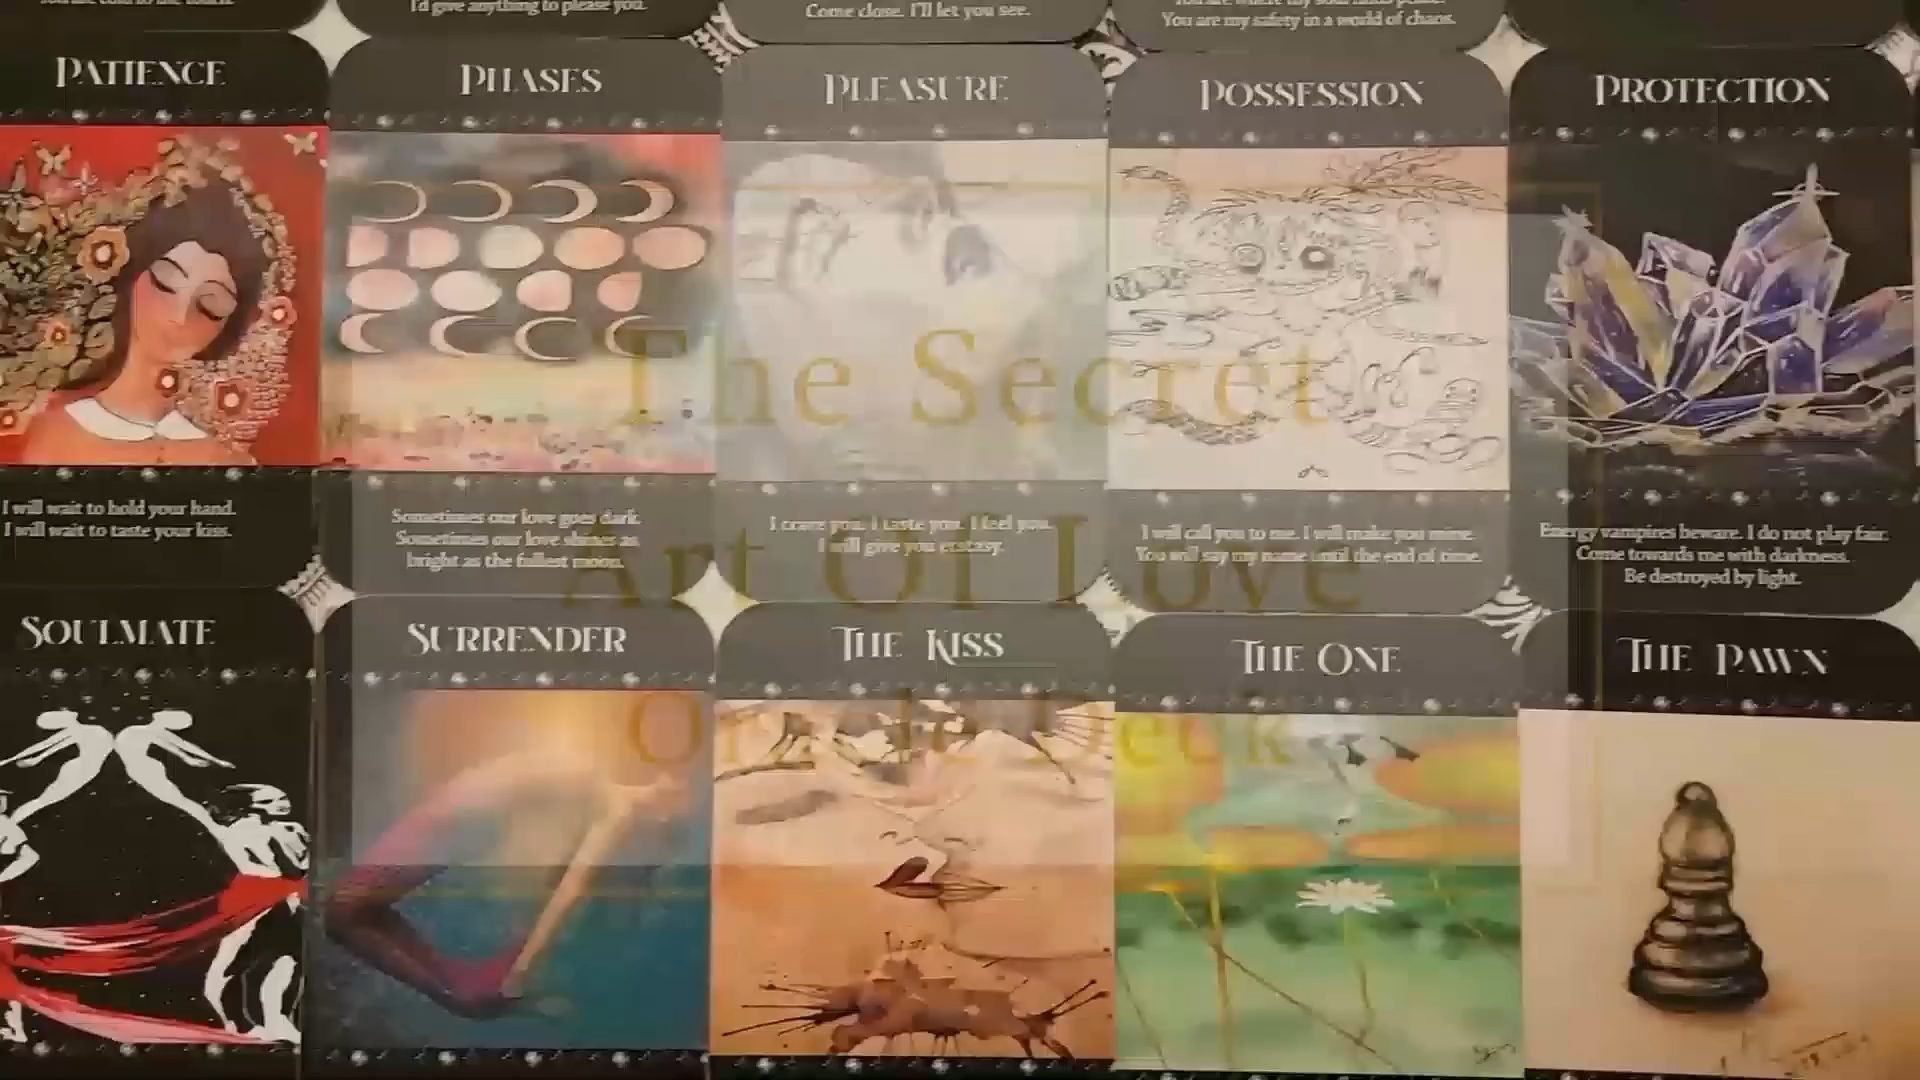 I'd give anything to please you.
Come close. I'll let you see.
You are my safety in a world of chaos.
PATIENCE
PHASES
PLEASURE
POSSESSION
PROTECTION
The Secret
Art Of Love
Oracle Deck
I will wait to hold your hand.
I will wait to taste your kiss.
Sometimes our love goes dark.
Sometimes our love shines as
bright as the fullest moon.
I crave you. I taste you. I feel you.
I will give you ecstasy.
I will call you to me. I will make you mine.
You will say my name until the end of time.
Energy vampires beware. I do not play fair.
Come towards me with darkness.
Be destroyed by light.
SOULMATE
SURRENDER
THE KISS
THE ONE
THE PAWN